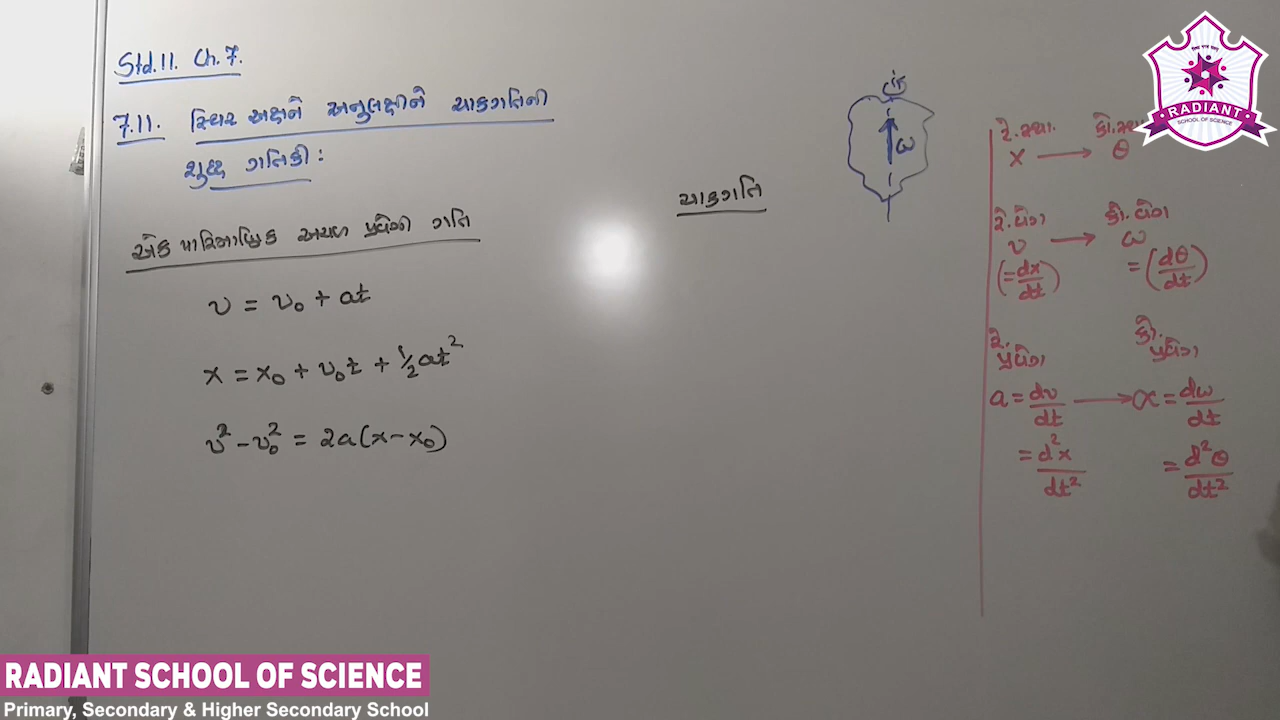 Std.11. Ch.7.
7.11. સ્થિર અક્ષને અનુલક્ષીને ચાકગતિની
શુદ્ધ ગતિકી :
એક પારિમાણિક અચળ પ્રવેગી ગતિ
v = v₀ + at
x = x₀ + v₀t + ½at²
v² - v₀² = 2a(x - x₀)
ચાકગતિ
ω
રે. સ્થા. કો. સ્થા
x → θ
રે. વેગ કો. વેગ
v → ω
(= dx/dt) = (dθ/dt)
રે. પ્રવેગ કો. પ્રવેગ
a = dv/dt → α = dω/dt
= d²x/dt² = d²θ/dt²
RADIANT
SCHOOL OF SCIENCE
RADIANT SCHOOL OF SCIENCE
Primary, Secondary & Higher Secondary School